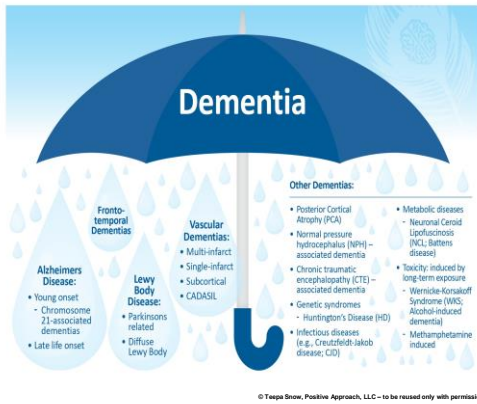 Dementia
Fronto-
temporal
Dementias
Alzheimers
Disease:
• Young onset
- Chromosome
21-associated
dementias
• Late life onset
Lewy
Body
Disease:
• Parkinsons
related
• Diffuse
Lewy Body
Vascular
Dementias:
• Multi-infarct
• Single-infarct
• Subcortical
• CADASIL
Other Dementias:
• Posterior Cortical
Atrophy (PCA)
• Normal pressure
hydrocephalus (NPH) –
associated dementia
• Chronic traumatic
encephalopathy (CTE) –
associated dementia
• Genetic syndromes
- Huntington's Disease (HD)
• Infectious diseases
(e.g., Creutzfeldt-Jakob
disease; CJD)
• Metabolic diseases
- Neuronal Ceroid
Lipofuscinosis
(NCL; Battens
disease)
• Toxicity: induced by
long-term exposure
- Wernicke-Korsakoff
Syndrome (WKS;
Alcohol-induced
dementia)
- Methamphetamine
induced
© Teepa Snow, Positive Approach, LLC – to be reused only with permissi